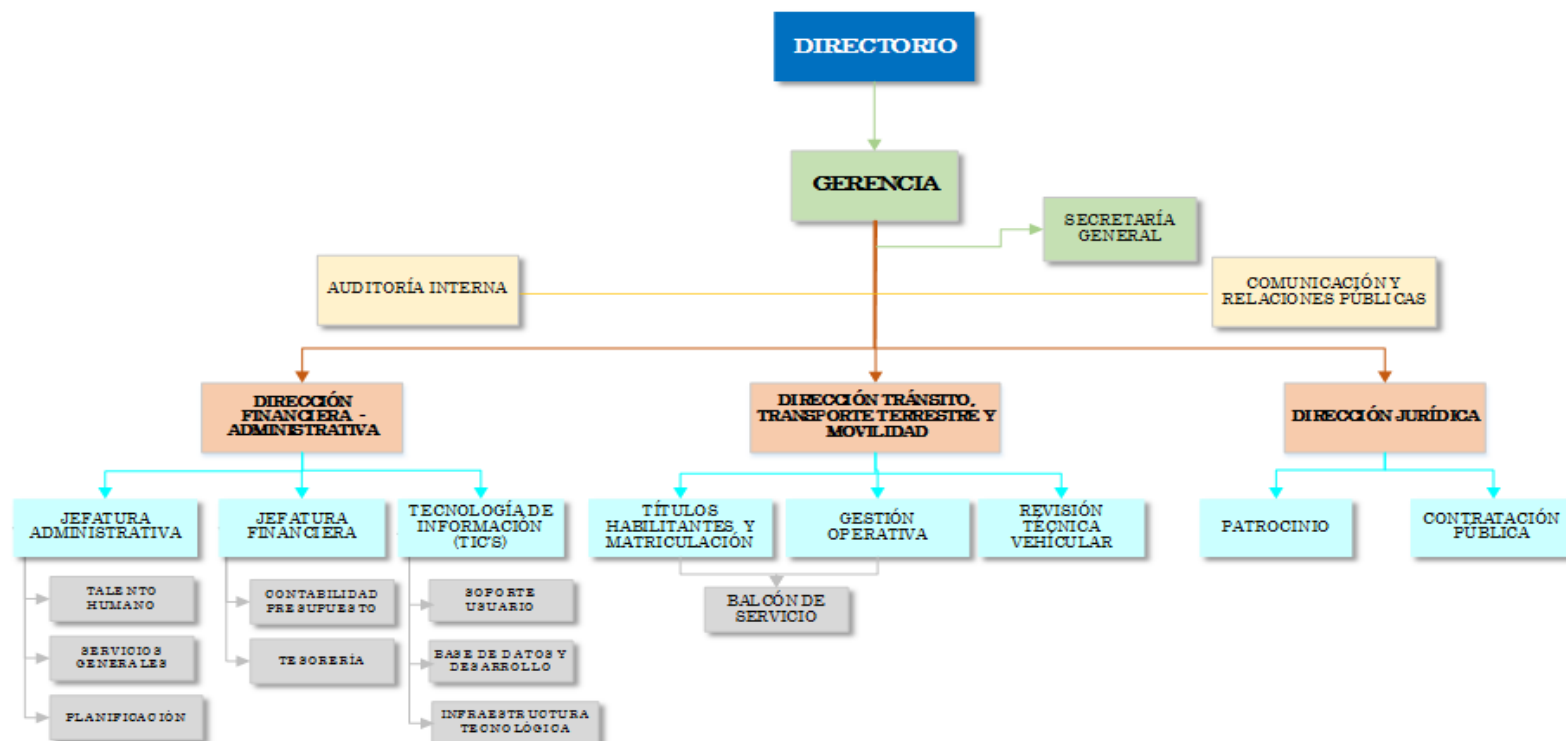 DIRECTORIO
GERENCIA
SECRETARÍA
GENERAL
AUDITORÍA INTERNA
COMUNICACIÓN Y
RELACIONES PÚBLICAS
DIRECCIÓN
FINANCIERA -
ADMINISTRATIVA
DIRECCIÓN TRÁNSITO,
TRANSPORTE TERRESTRE Y
MOVILIDAD
DIRECCIÓN JURÍDICA
JEFATURA
ADMINISTRATIVA
JEFATURA
FINANCIERA
TECNOLOGÍA DE
INFORMACIÓN
(TIC'S)
TÍTULOS
HABILITANTES, Y
MATRICULACIÓN
GESTIÓN
OPERATIVA
REVISIÓN
TÉCNICA
VEHÍCULAR
PATROCINIO
CONTRATACIÓN
PÚBLICA
TALENTO
HUMANO
SERVICIOS
GENERALES
PLANIFICACIÓN
CONTABILIDAD
PRESUPUESTO
TESORERÍA
SOPORTE
USUARIO
BASE DE DATOS Y
DESARROLLO
INFRAESTRUCTURA
TECNOLÓGICA
BALCÓN DE
SERVICIO